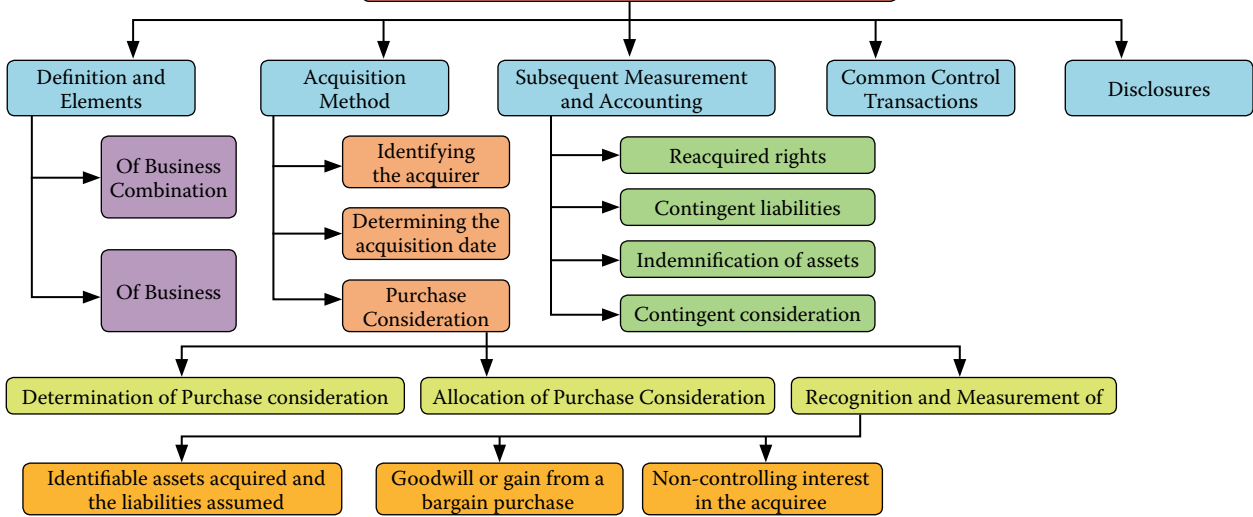 Definition and
Elements
Acquisition
Method
Subsequent Measurement
and Accounting
Common Control
Transactions
Disclosures
Of Business
Combination
Of Business
Identifying
the acquirer
Determining the
acquisition date
Purchase
Consideration
Reacquired rights
Contingent liabilities
Indemnification of assets
Contingent consideration
Determination of Purchase consideration
Allocation of Purchase Consideration
Recognition and Measurement of
Identifiable assets acquired and
the liabilities assumed
Goodwill or gain from a
bargain purchase
Non-controlling interest
in the acquiree